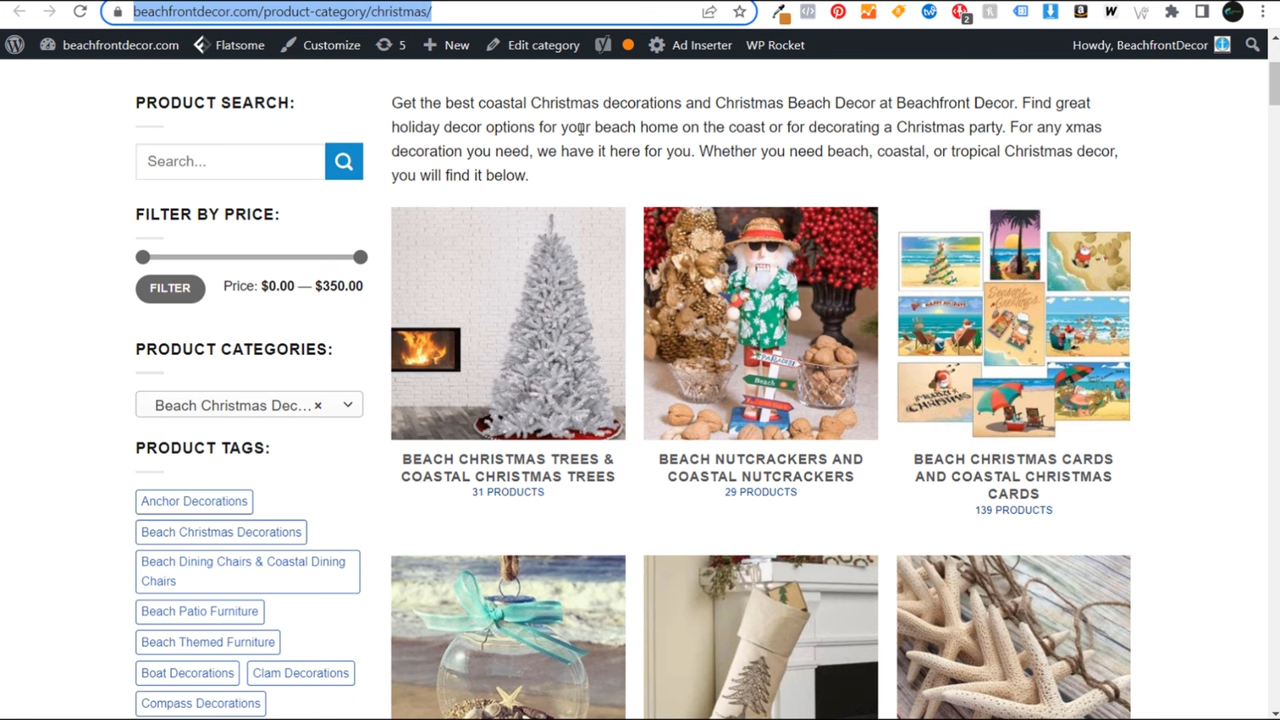 beachfrontdecor.com/product-category/christmas/
2
beachfrontdecor.com
Flatsome
Customize
5
New
Edit category
Ad Inserter
WP Rocket
Howdy, BeachfrontDecor
PRODUCT SEARCH:
Search...
FILTER BY PRICE:
FILTER
Price: $0.00 — $350.00
PRODUCT CATEGORIES:
Beach Christmas Dec... ×
PRODUCT TAGS:
Anchor Decorations
Beach Christmas Decorations
Beach Dining Chairs & Coastal Dining
Chairs
Beach Patio Furniture
Beach Themed Furniture
Boat Decorations
Clam Decorations
Compass Decorations
Get the best coastal Christmas decorations and Christmas Beach Decor at Beachfront Decor. Find great
holiday decor options for your beach home on the coast or for decorating a Christmas party. For any xmas
decoration you need, we have it here for you. Whether you need beach, coastal, or tropical Christmas decor,
you will find it below.
Beach
Season's
Greetings
CHRISTMAS
BEACH CHRISTMAS TREES &
COASTAL CHRISTMAS TREES
31 PRODUCTS
BEACH NUTCRACKERS AND
COASTAL NUTCRACKERS
29 PRODUCTS
BEACH CHRISTMAS CARDS
AND COASTAL CHRISTMAS
CARDS
139 PRODUCTS